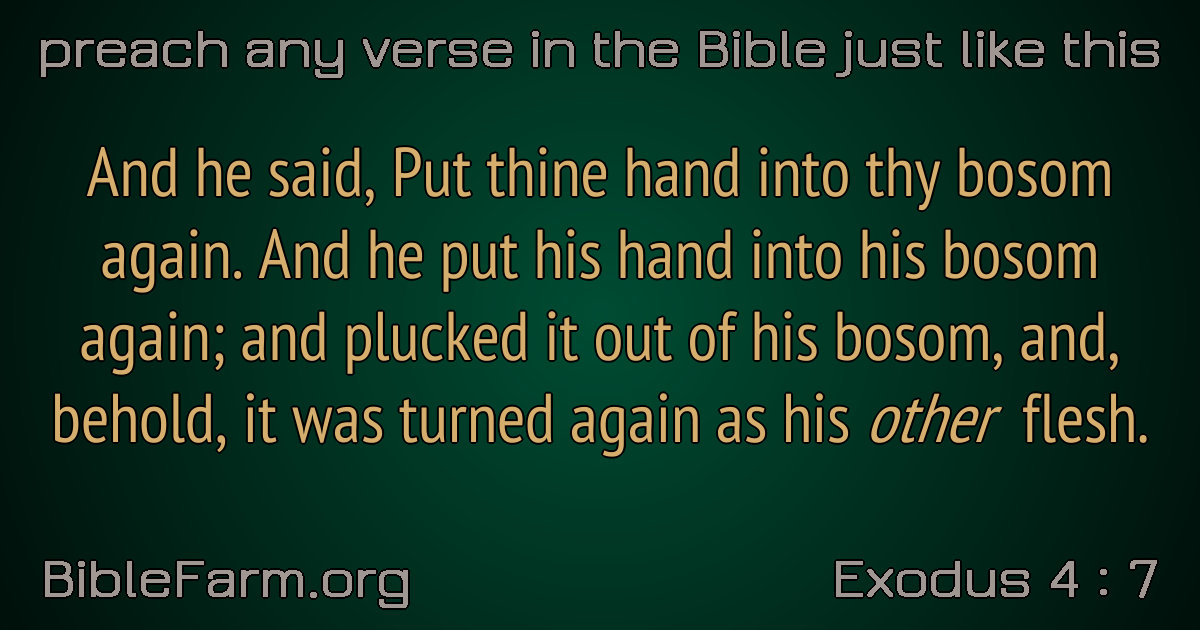 preach any verse in the Bible just like this
And he said, Put thine hand into thy bosom
again. And he put his hand into his bosom
again; and plucked it out of his bosom, and,
behold, it was turned again as his other flesh.
BibleFarm.org
Exodus 4 : 7